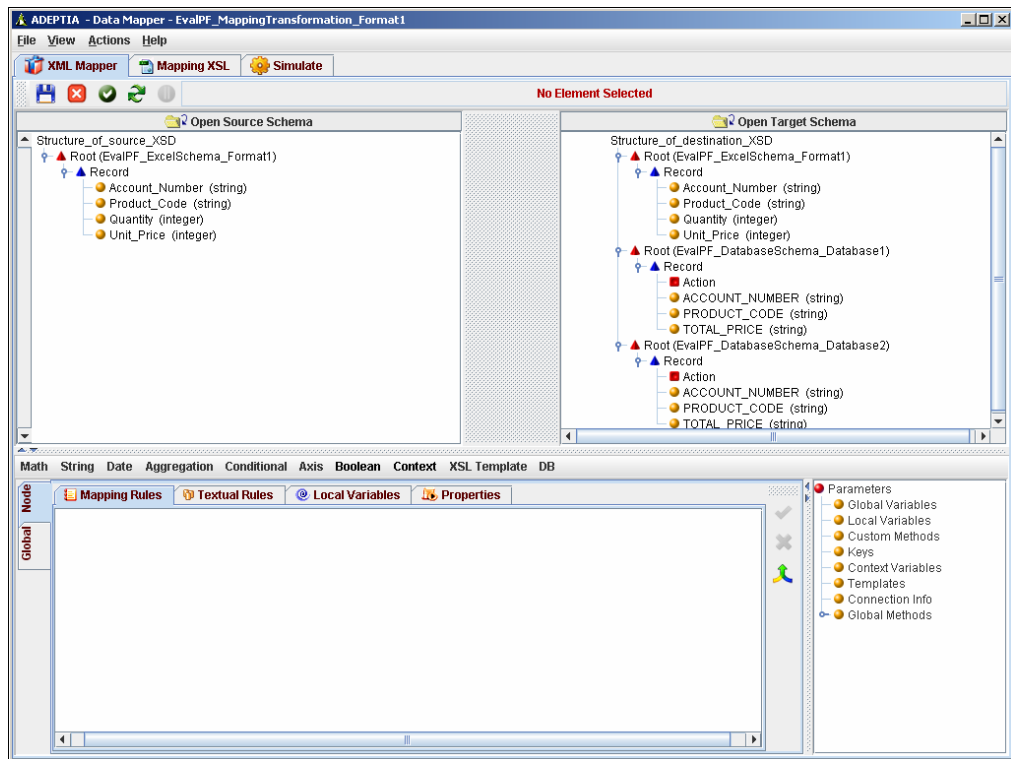 ADEPTIA - Data Mapper - EvalPF_MappingTransformation_Format1
File View Actions Help
XML Mapper Mapping XSL Simulate
No Element Selected
Open Source Schema
Structure_of_source_XSD
Root (EvalPF_ExcelSchema_Format1)
Record
Account_Number (string)
Product_Code (string)
Quantity (integer)
Unit_Price (integer)
Open Target Schema
Structure_of_destination_XSD
Root (EvalPF_ExcelSchema_Format1)
Record
Account_Number (string)
Product_Code (string)
Quantity (integer)
Unit_Price (integer)
Root (EvalPF_DatabaseSchema_Database1)
Record
Action
ACCOUNT_NUMBER (string)
PRODUCT_CODE (string)
TOTAL_PRICE (string)
Root (EvalPF_DatabaseSchema_Database2)
Record
Action
ACCOUNT_NUMBER (string)
PRODUCT_CODE (string)
TOTAL_PRICE (string)
Math String Date Aggregation Conditional Axis Boolean Context XSL Template DB
Node
Global
Mapping Rules Textual Rules Local Variables Properties
Parameters
Global Variables
Local Variables
Custom Methods
Keys
Context Variables
Templates
Connection Info
Global Methods